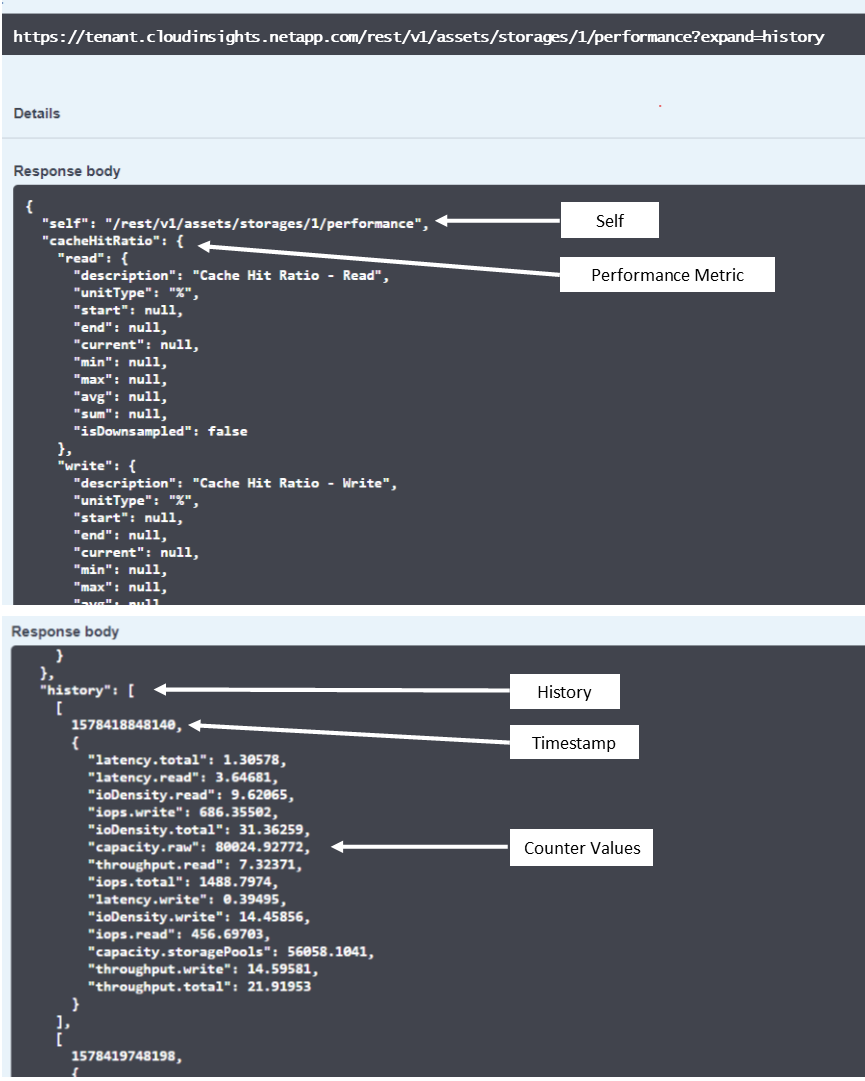 https://tenant.cloudinsights.netapp.com/rest/v1/assets/storages/1/performance?expand=history
Details
Response body
{
"self": "/rest/v1/assets/storages/1/performance",
Self
"cacheHitRatio": {
Performance Metric
"read": {
"description": "Cache Hit Ratio - Read",
"unitType": "%",
"start": null,
"end": null,
"current": null,
"min": null,
"max": null,
"avg": null,
"sum": null,
"isDownsampled": false
},
"write": {
"description": "Cache Hit Ratio - Write",
"unitType": "%",
"start": null,
"end": null,
"current": null,
"min": null,
"max": null,
"avg": null
Response body
}
},
"history": [
History
[
1578418848140,
Timestamp
{
"latency.total": 1.30578,
"latency.read": 3.64681,
"ioDensity.read": 9.62065,
"iops.write": 686.35502,
"ioDensity.total": 31.36259,
"capacity.raw": 80024.92772,
Counter Values
"throughput.read": 7.32371,
"iops.total": 1488.7974,
"latency.write": 0.39495,
"ioDensity.write": 14.45856,
"iops.read": 456.69703,
"capacity.storagePools": 56058.1041,
"throughput.write": 14.59581,
"throughput.total": 21.91953
}
],
[
1578419748198,
{